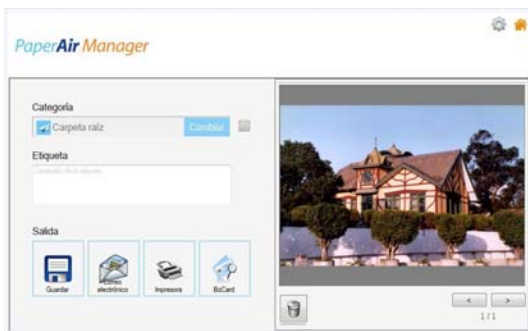 PaperAir Manager
Categoría
Carpeta raíz
Cambiar
Etiqueta
Salida
Guardar
Correo
electrónico
Impresora
BizCard
< >
1 / 1